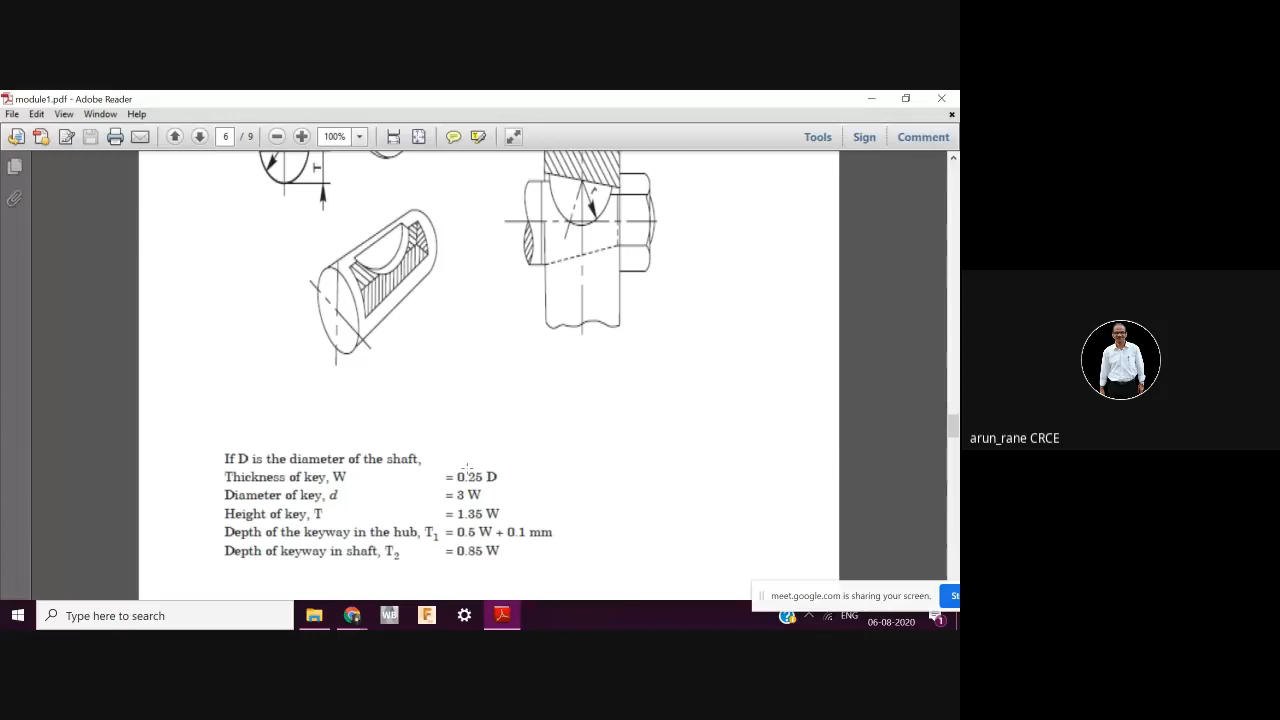 module1.pdf - Adobe Reader
File Edit View Window Help
6 / 9 100% Tools Sign Comment
T
r
If D is the diameter of the shaft,
Thickness of key, W = 0.25 D
Diameter of key, d = 3 W
Height of key, T = 1.35 W
Depth of the keyway in the hub, T1 = 0.5 W + 0.1 mm
Depth of keyway in shaft, T2 = 0.85 W
meet.google.com is sharing your screen. St
Type here to search
WB F ENG
06-08-2020
1
arun_rane CRCE